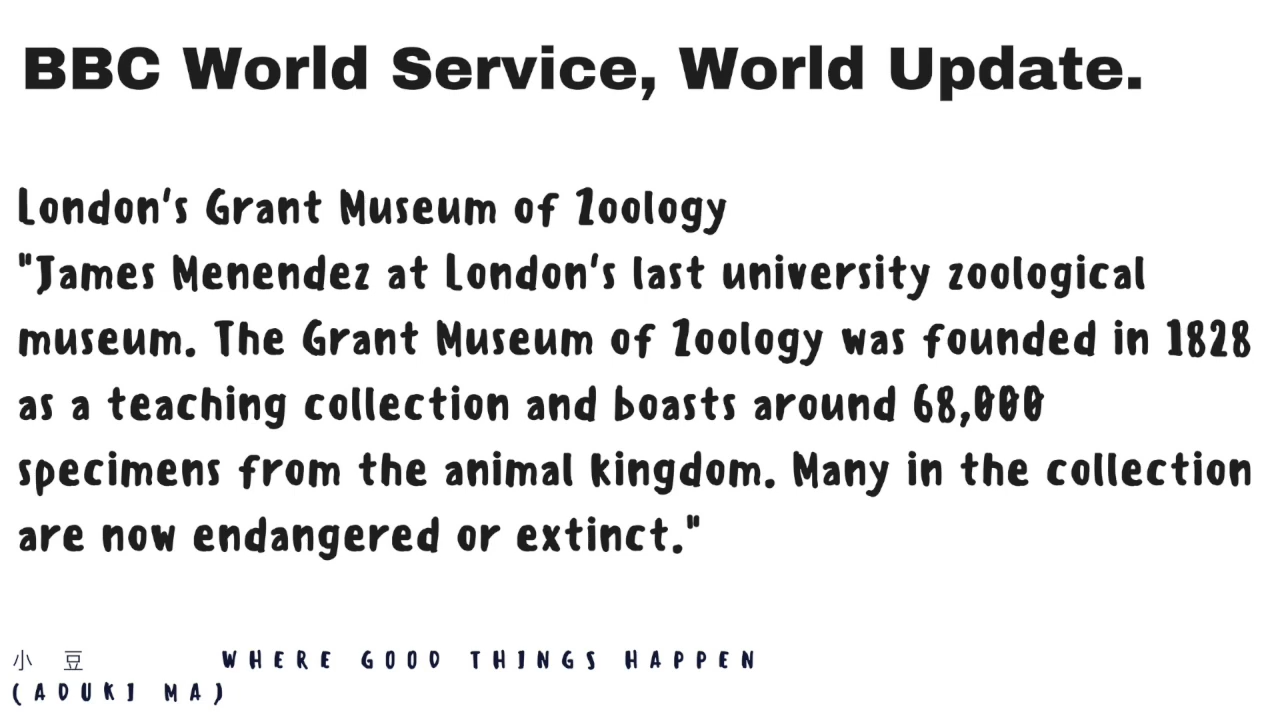 BBC World Service, World Update.
London's Grant Museum of Zoology
"James Menendez at London's last university zoological
museum. The Grant Museum of Zoology was founded in 1828
as a teaching collection and boasts around 68,000
specimens from the animal kingdom. Many in the collection
are now endangered or extinct."
小 豆 WHERE GOOD THINGS HAPPEN
(ADUKI MA)